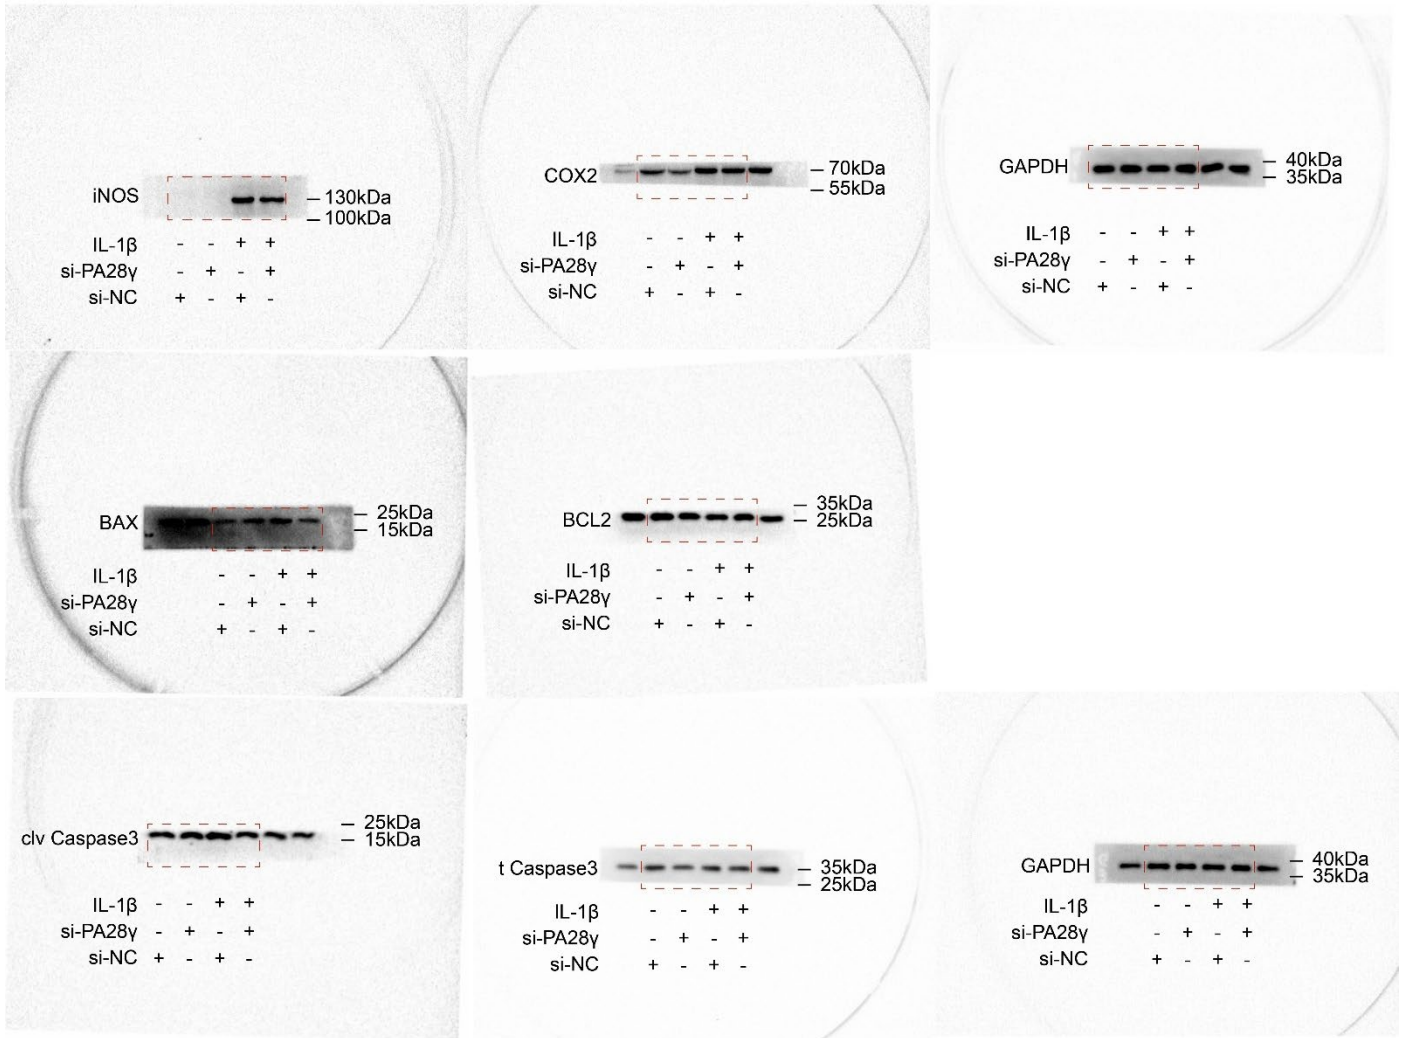 iNOS
130kDa
100kDa
IL-1β - - + +
si-PA28γ - + - +
si-NC + - + -
COX2
70kDa
55kDa
IL-1β - - + +
si-PA28γ - + - +
si-NC + - + -
GAPDH
40kDa
35kDa
IL-1β - - + +
si-PA28γ - + - +
si-NC + - + -
BAX
25kDa
15kDa
IL-1β - - + +
si-PA28γ - + - +
si-NC + - + -
BCL2
35kDa
25kDa
IL-1β - - + +
si-PA28γ - + - +
si-NC + - + -
clv Caspase3
25kDa
15kDa
IL-1β - - + +
si-PA28γ - + - +
si-NC + - + -
t Caspase3
35kDa
25kDa
IL-1β - - + +
si-PA28γ - + - +
si-NC + - + -
GAPDH
40kDa
35kDa
IL-1β - - + +
si-PA28γ - + - +
si-NC + - + -